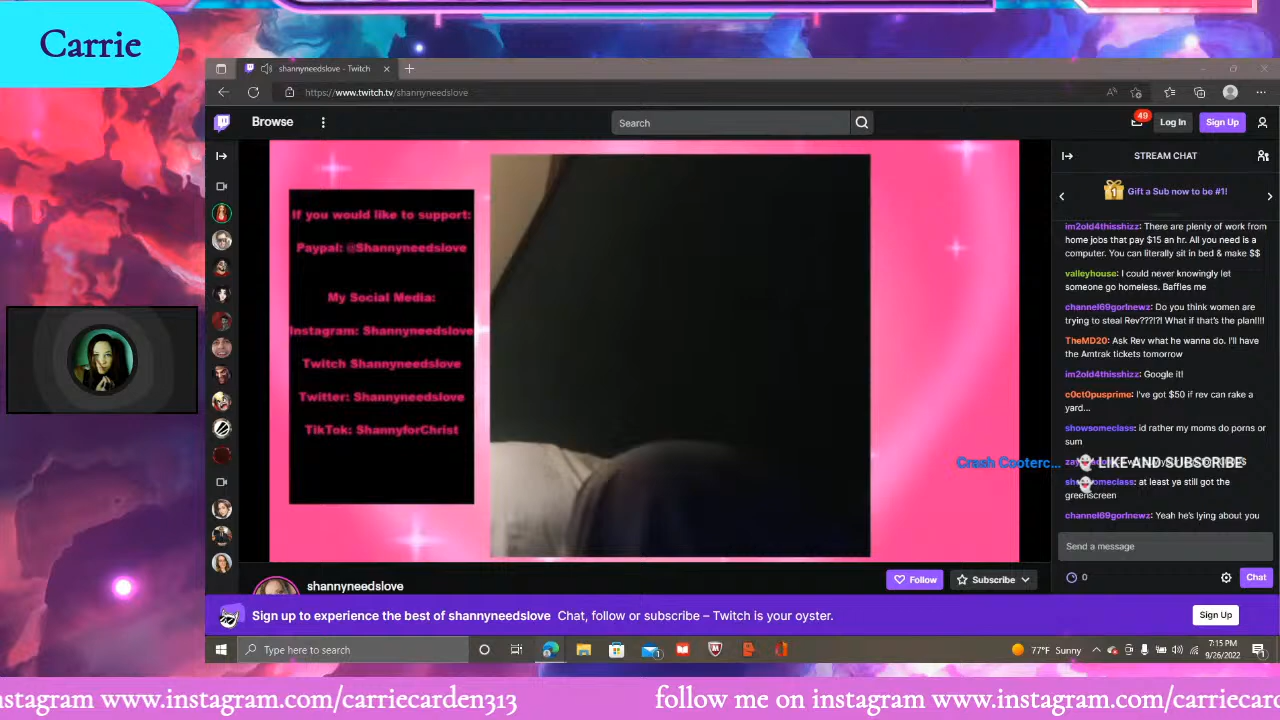 Carrie
shannyneedslove - Twitch
https://www.twitch.tv/shannyneedslove
Browse
Search
49
Log In
Sign Up
STREAM CHAT
Gift a Sub now to be #1!
If you would like to support:
Paypal: @Shannyneedslove
My Social Media:
Instagram: Shannyneedslove
Twitch Shannyneedslove
Twitter: Shannyneedslove
TikTok: ShannyforChrist
im2old4thisshizz: There are plenty of work from
home jobs that pay $15 an hr. All you need is a
computer. You can literally sit in bed & make $$
valleyhouse: I could never knowingly let
someone go homeless. Baffles me
channel69gorlnewz: Do you think women are
trying to steal Rev???!?! What if that's the plan!!!!
TheMD20: Ask Rev what he wanna do. I'll have
the Amtrak tickets tomorrow
im2old4thisshizz: Google it!
c0ct0pusprime: I've got $50 if rev can rake a
yard...
showsomeclass: id rather my moms do porns or
sum
Crash Cooterc... 👻 LIKE AND SUBSCRIBE
👻
showsomeclass: at least ya still got the
greenscreen
channel69gorlnewz: Yeah he's lying about you
Send a message
0
Chat
shannyneedslove
Follow
Subscribe
Sign up to experience the best of shannyneedslove Chat, follow or subscribe – Twitch is your oyster.
Sign Up
Type here to search
77°F Sunny
7:15 PM
9/26/2022
nstagram www.instagram.com/carriecarden313 follow me on instagram www.instagram.com/carriecard